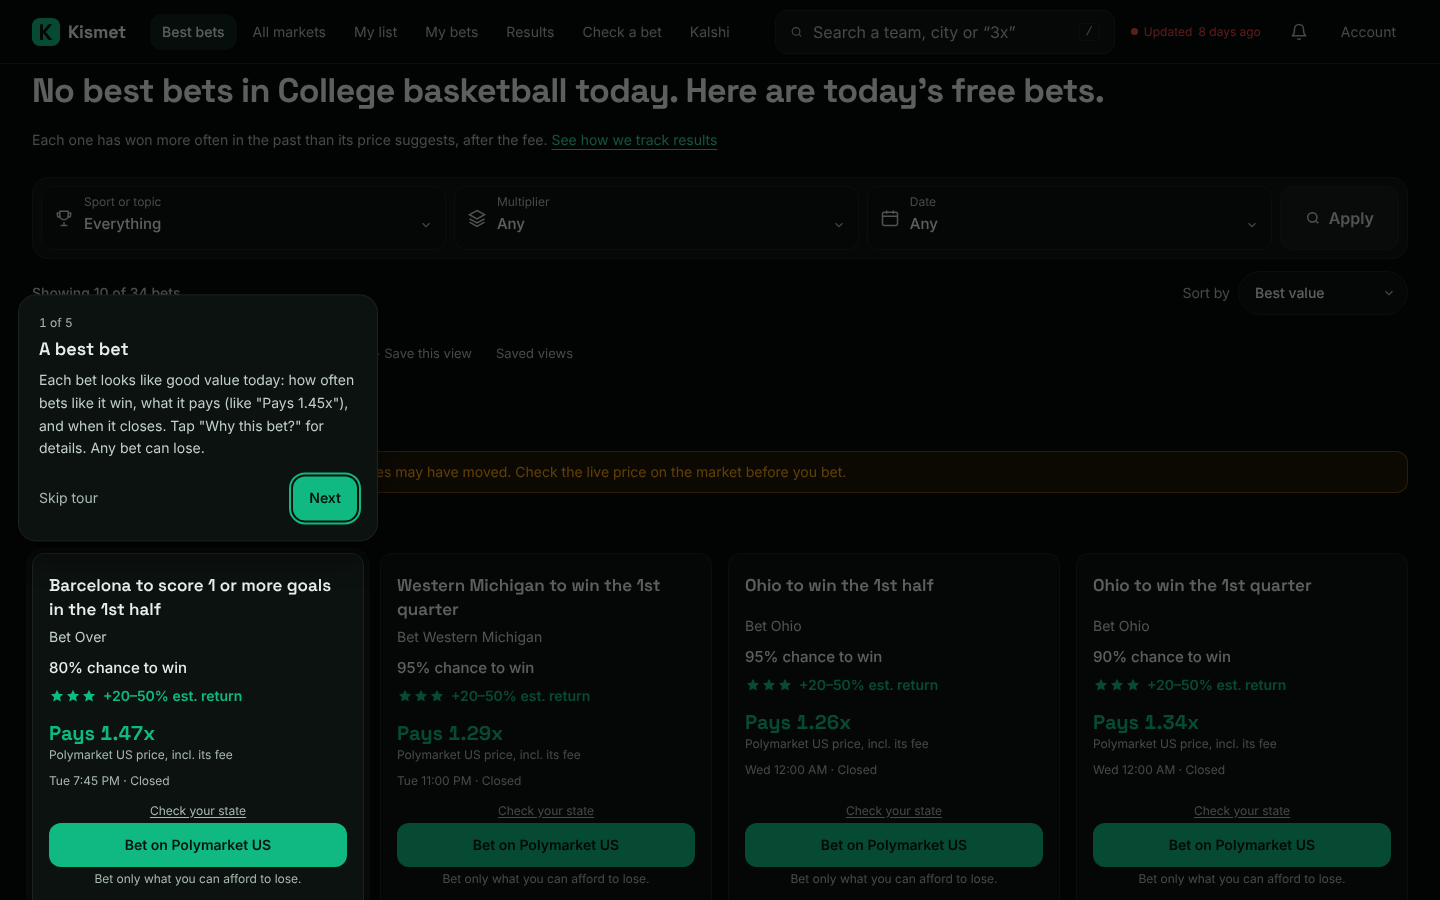 K Kismet
Best bets
All markets
My list
My bets
Results
Check a bet
Kalshi
Search a team, city or “3x”
/
Updated 8 days ago
Account
No best bets in College basketball today. Here are today’s free bets.
Each one has won more often in the past than its price suggests, after the fee. See how we track results
Sport or topic
Everything
Multiplier
Any
Date
Any
Apply
Showing 10 of 34 bets
Sort by
Best value
1 of 5
A best bet
Each bet looks like good value today: how often
bets like it win, what it pays (like "Pays 1.45x"),
and when it closes. Tap "Why this bet?" for
details. Any bet can lose.
Skip tour
Next
Save this view
Saved views
may have moved. Check the live price on the market before you bet.
Barcelona to score 1 or more goals
in the 1st half
Bet Over
80% chance to win
+20–50% est. return
Pays 1.47x
Polymarket US price, incl. its fee
Tue 7:45 PM · Closed
Check your state
Bet on Polymarket US
Bet only what you can afford to lose.
Western Michigan to win the 1st
quarter
Bet Western Michigan
95% chance to win
+20–50% est. return
Pays 1.29x
Polymarket US price, incl. its fee
Tue 11:00 PM · Closed
Check your state
Bet on Polymarket US
Bet only what you can afford to lose.
Ohio to win the 1st half
Bet Ohio
95% chance to win
+20–50% est. return
Pays 1.26x
Polymarket US price, incl. its fee
Wed 12:00 AM · Closed
Check your state
Bet on Polymarket US
Bet only what you can afford to lose.
Ohio to win the 1st quarter
Bet Ohio
90% chance to win
+20–50% est. return
Pays 1.34x
Polymarket US price, incl. its fee
Wed 12:00 AM · Closed
Check your state
Bet on Polymarket US
Bet only what you can afford to lose.